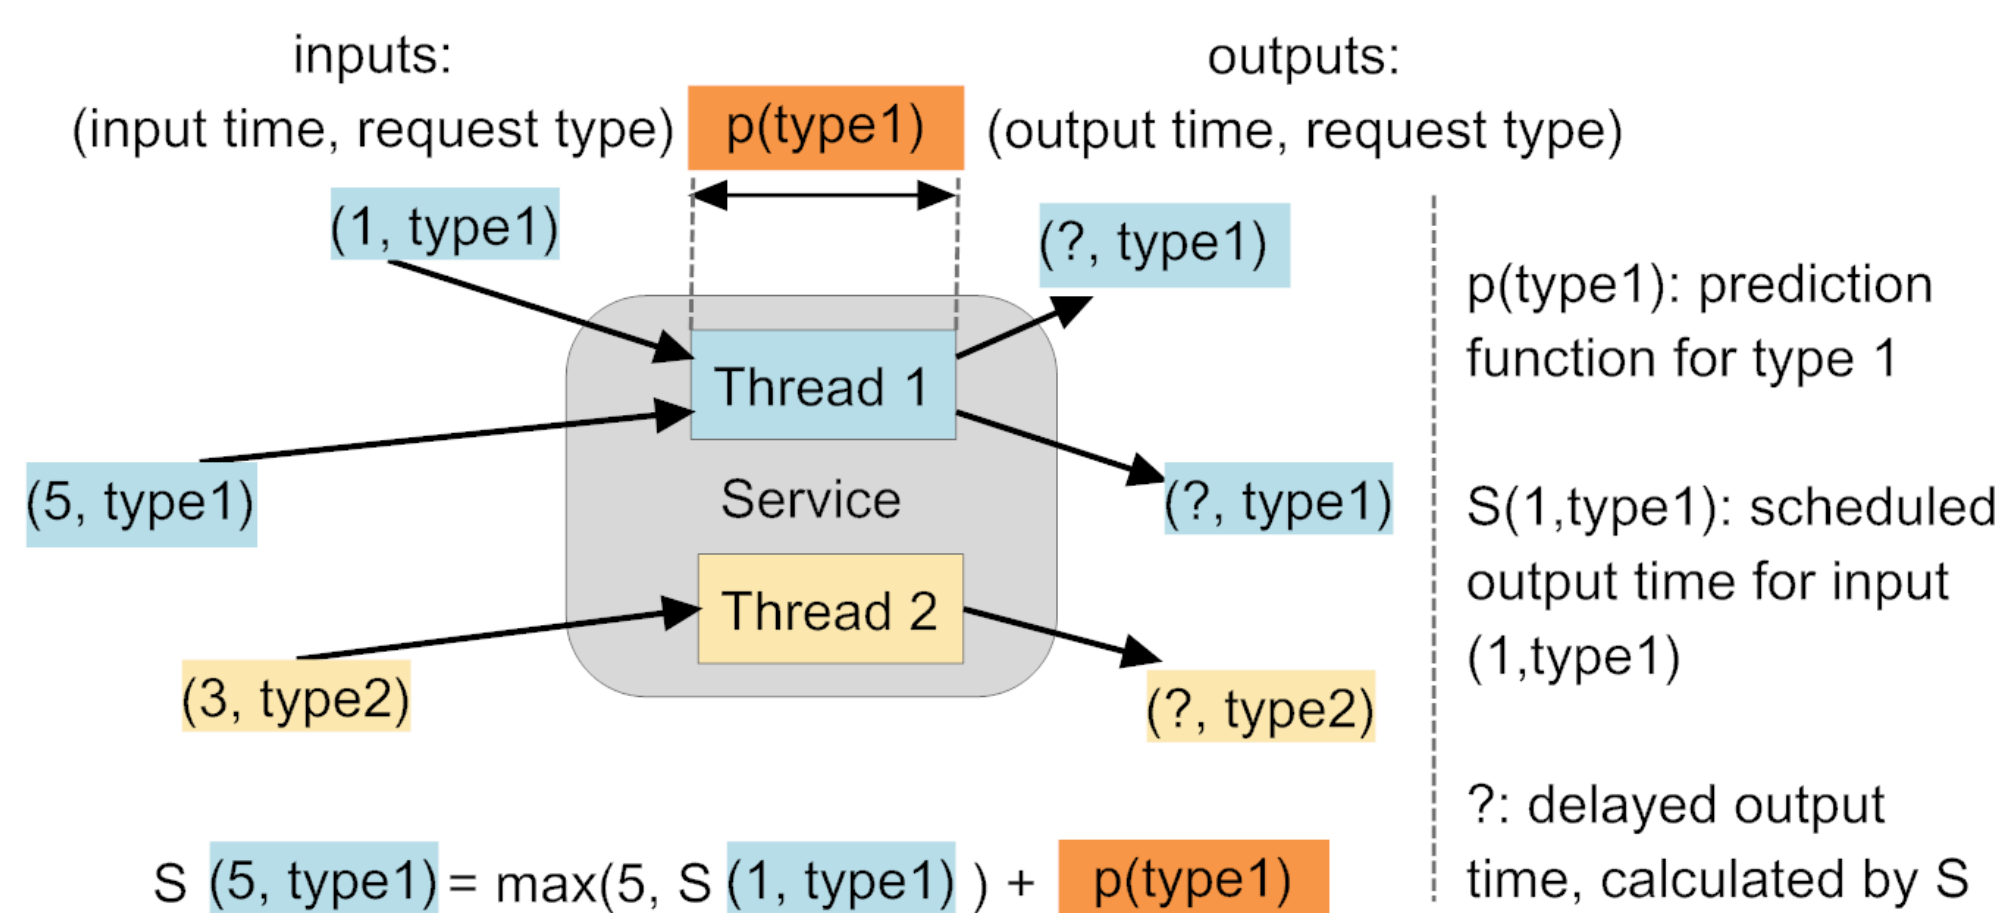 inputs:
(input time, request type)
p(type1)
outputs:
(output time, request type)
(1, type1)
(?, type1)
Thread 1
(5, type1)
Service
(?, type1)
Thread 2
(3, type2)
(?, type2)
S (5, type1) = max(5, S (1, type1) ) + p(type1)
p(type1): prediction
function for type 1
S(1,type1): scheduled
output time for input
(1,type1)
?: delayed output
time, calculated by S